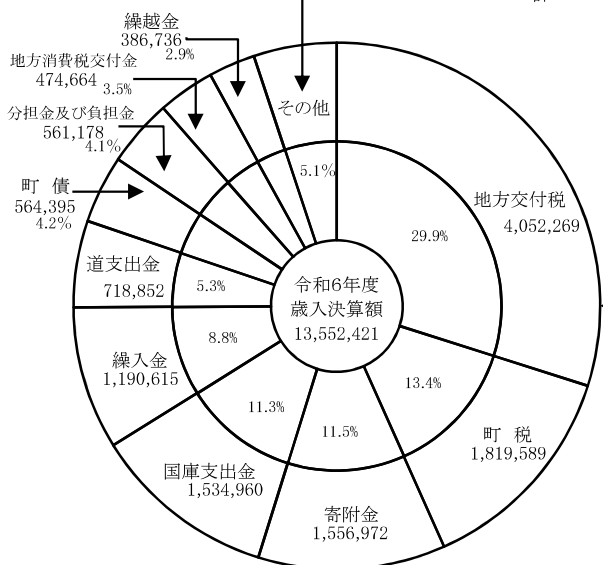 計
繰越金
386,736
2.9%
地方消費税交付金
474,664
3.5%
分担金及び負担金
561,178
4.1%
町 債
564,395
4.2%
道支出金
718,852
5.3%
繰入金
1,190,615
8.8%
国庫支出金
1,534,960
11.3%
寄附金
1,556,972
11.5%
町 税
1,819,589
13.4%
地方交付税
4,052,269
29.9%
その他
5.1%
令和6年度
歳入決算額
13,552,421